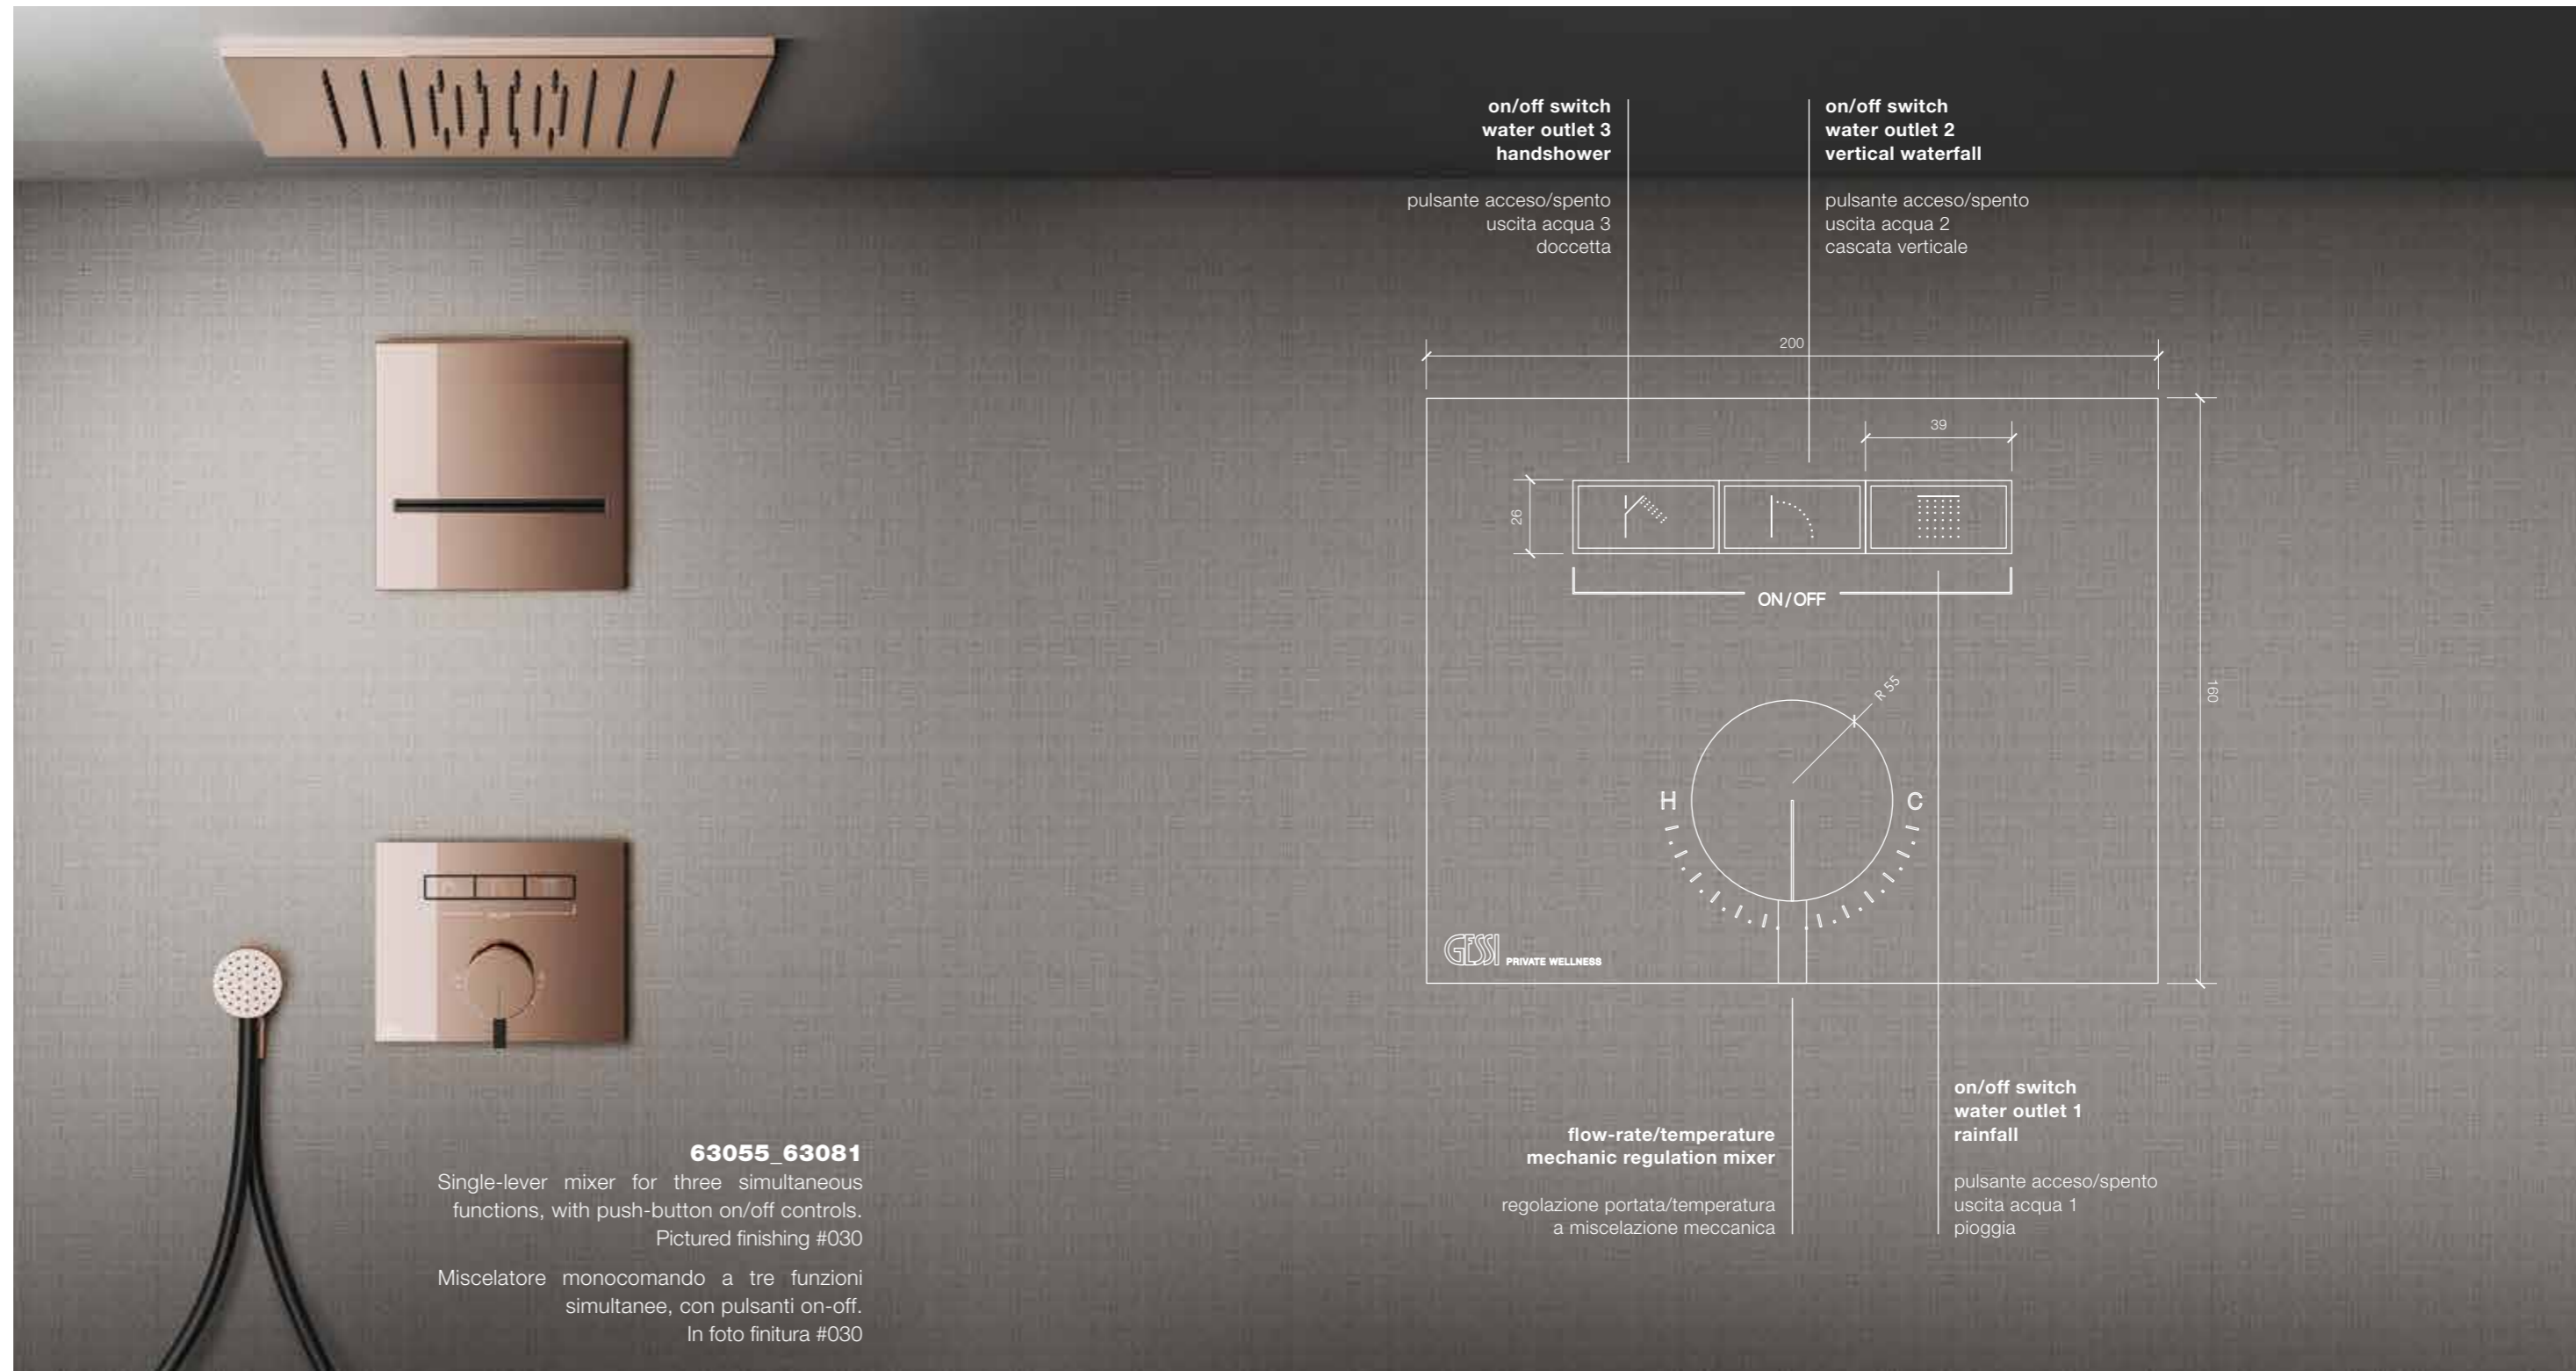 on/off switch
water outlet 3
handshower
pulsante acceso/spento
uscita acqua 3
doccetta
on/off switch
water outlet 2
vertical waterfall
pulsante acceso/spento
uscita acqua 2
cascata verticale
200
39
26
ON/OFF
160
R 55
H
C
GESSI PRIVATE WELLNESS
flow-rate/temperature
mechanic regulation mixer
regolazione portata/temperatura
a miscelazione meccanica
on/off switch
water outlet 1
rainfall
pulsante acceso/spento
uscita acqua 1
pioggia
63055_63081
Single-lever mixer for three simultaneous
functions, with push-button on/off controls.
Pictured finishing #030
Miscelatore monocomando a tre funzioni
simultanee, con pulsanti on-off.
In foto finitura #030